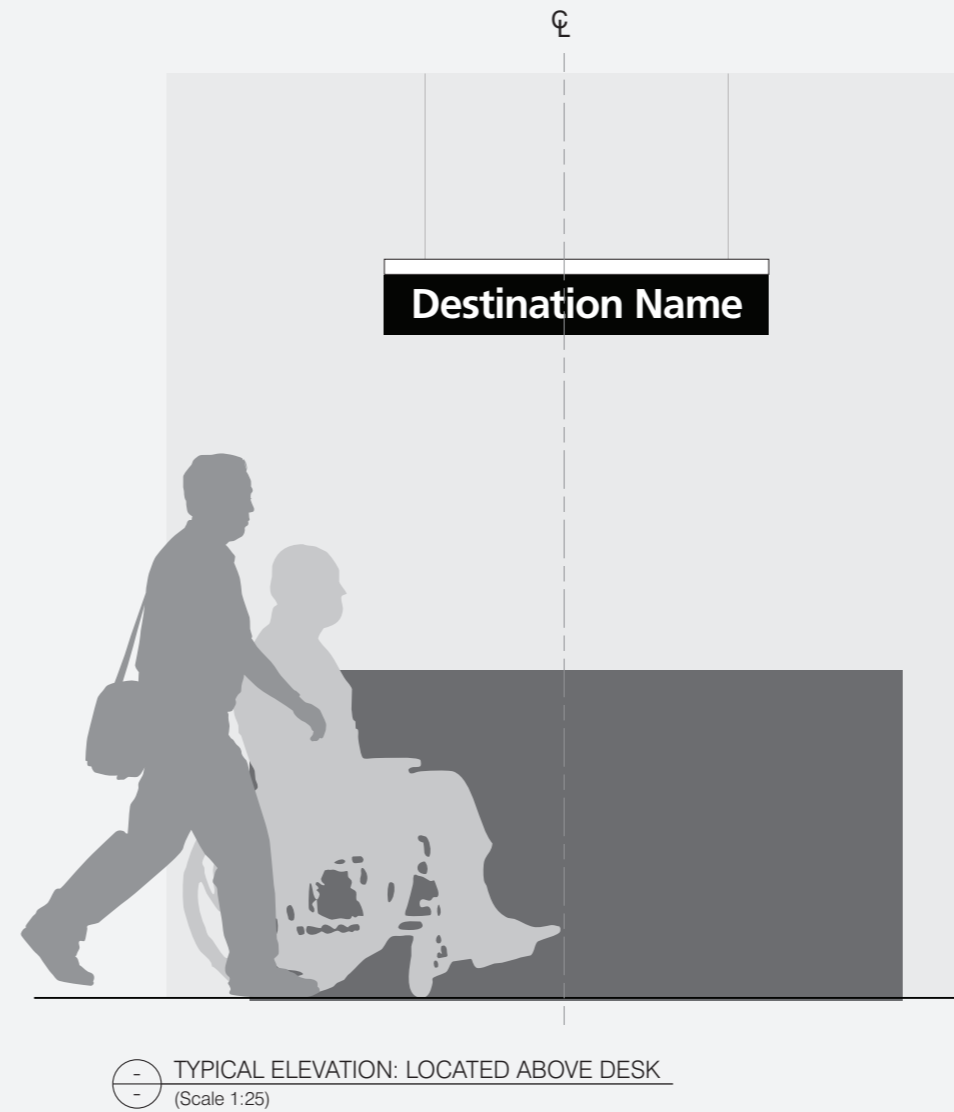 ℄
Destination Name
-
-
TYPICAL ELEVATION: LOCATED ABOVE DESK
(Scale 1:25)